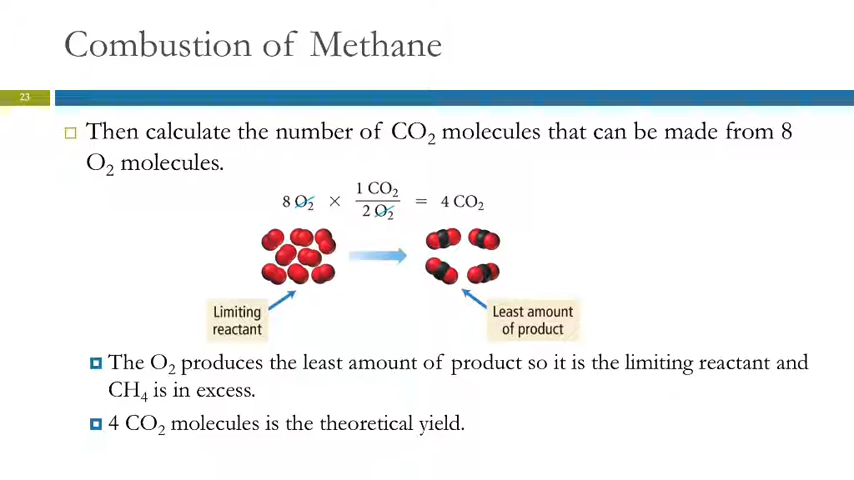 Combustion of Methane
23
Then calculate the number of CO₂ molecules that can be made from 8
O₂ molecules.
8 O₂ × 1 CO₂ / 2 O₂ = 4 CO₂
Limiting
reactant
Least amount
of product
The O₂ produces the least amount of product so it is the limiting reactant and
CH₄ is in excess.
4 CO₂ molecules is the theoretical yield.